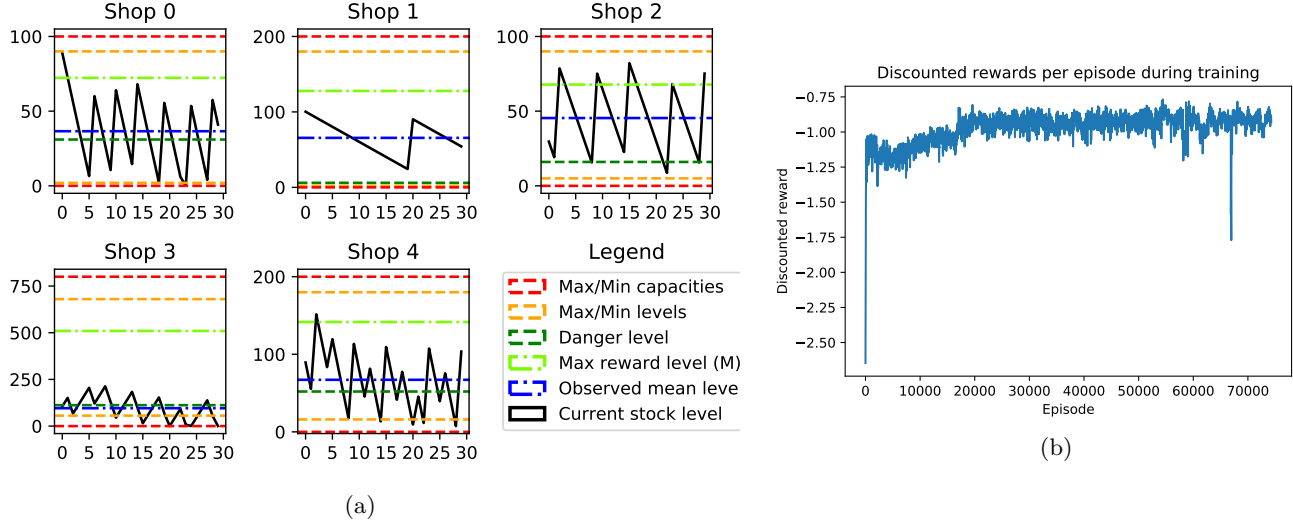 Shop 0
Shop 1
Shop 2
100
50
0
0 5 10 15 20 25 30
200
100
0
0 5 10 15 20 25 30
100
50
0
0 5 10 15 20 25 30
Shop 3
Shop 4
Legend
750
500
250
0
0 5 10 15 20 25 30
200
100
0
0 5 10 15 20 25 30
Max/Min capacities
Max/Min levels
Danger level
Max reward level (M)
Observed mean leve
Current stock level
(a)
Discounted rewards per episode during training
Discounted reward
−0.75
−1.00
−1.25
−1.50
−1.75
−2.00
−2.25
−2.50
0 10000 20000 30000 40000 50000 60000 70000
Episode
(b)